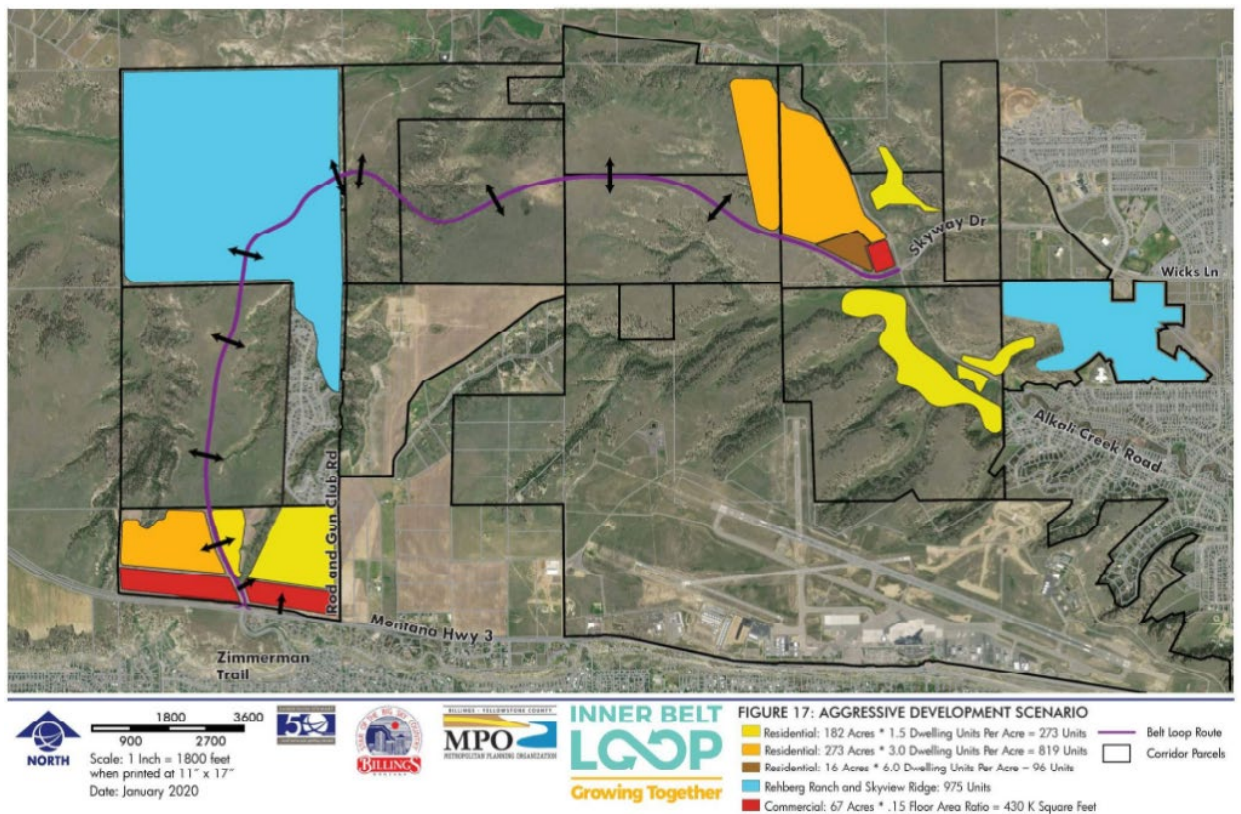 Skyway Dr
Wicks Ln
Alkali Creek Road
Rod and Gun Club Rd
Montana Hwy 3
Zimmerman
Trail
NORTH
1800 3600
900 2700
Scale: 1 Inch = 1800 feet
when printed at 11" x 17"
Date: January 2020
BILLINGS
BILLINGS - YELLOWSTONE COUNTY
MPO
METROPOLITAN PLANNING ORGANIZATION
INNER BELT
LOOP
Growing Together
FIGURE 17: AGGRESSIVE DEVELOPMENT SCENARIO
Residential: 182 Acres * 1.5 Dwelling Units Per Acre = 273 Units
Residential: 273 Acres * 3.0 Dwelling Units Per Acre = 819 Units
Residential: 16 Acres * 6.0 Dwelling Units Per Acre = 96 Units
Rehberg Ranch and Skyview Ridge: 975 Units
Commercial: 67 Acres * .15 Floor Area Ratio = 430 K Square Feet
Belt Loop Route
Corridor Parcels